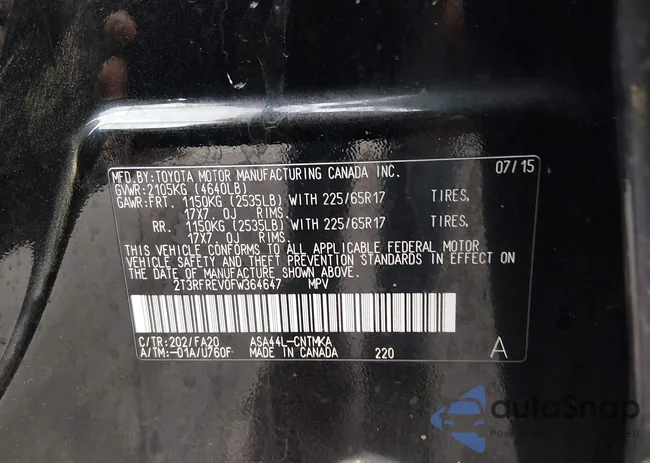 MFD.BY:TOYOTA MOTOR MANUFACTURING CANADA INC. 07/15
GVWR:2105KG (4640LB)
GAWR:FRT. 1150KG (2535LB) WITH 225/65R17 TIRES,
17X7.0J RIMS.
RR. 1150KG (2535LB) WITH 225/65R17 TIRES,
17X7.0J RIMS.
THIS VEHICLE CONFORMS TO ALL APPLICABLE FEDERAL MOTOR
VEHICLE SAFETY AND THEFT PREVENTION STANDARDS IN EFFECT ON
THE DATE OF MANUFACTURE SHOWN ABOVE.
2T3RFREV0FW364647 MPV
C/TR:202/FA20 ASA44L-CNTMKA
A/TM:-01A/U760F MADE IN CANADA 220 A
autoSnap